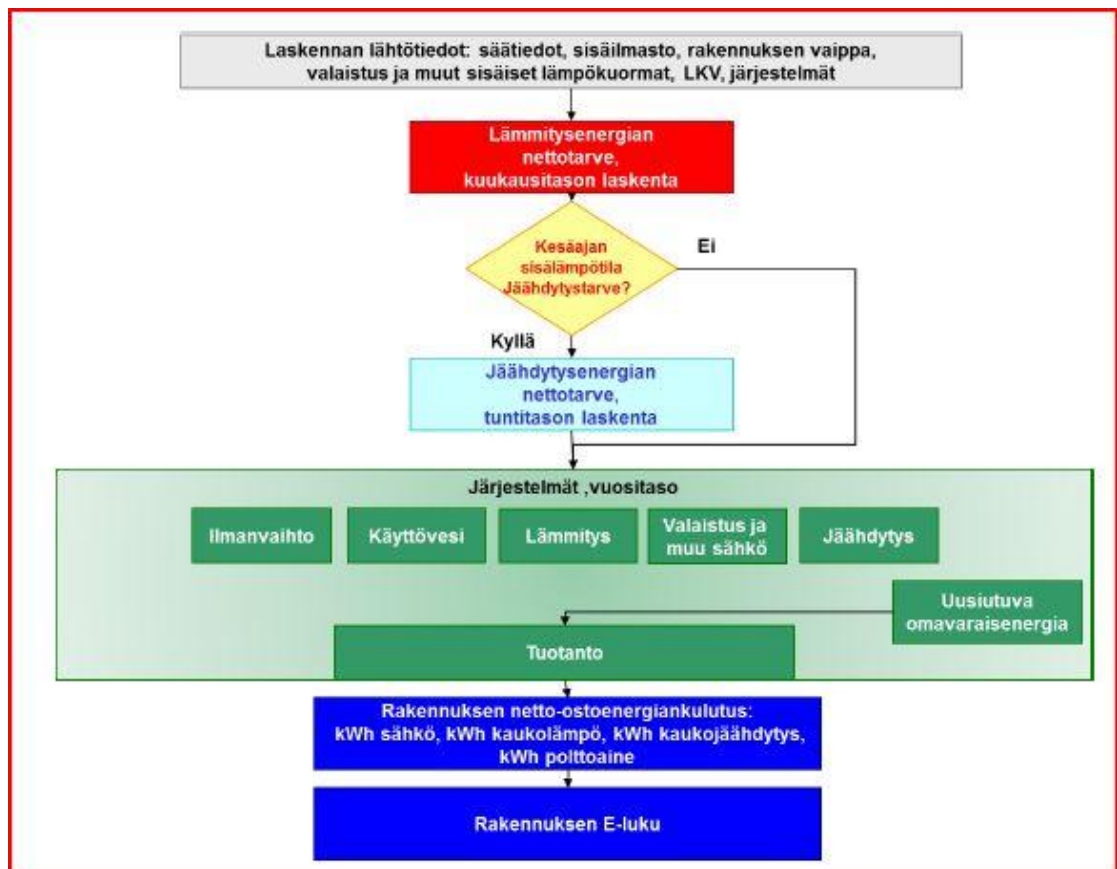 Laskennan lähtötiedot: säätiedot, sisäilmasto, rakennuksen vaippa,
valaistus ja muut sisäiset lämpökuormat, LKV, järjestelmät
Lämmitysenergian
nettotarve,
kuukausitason laskenta
Kesäajan
sisälämpötila
Jäähdytystarve?
Ei
Kyllä
Jäähdytysenergian
nettotarve,
tuntitason laskenta
Järjestelmät ,vuositaso
Ilmanvaihto
Käyttövesi
Lämmitys
Valaistus ja
muu sähkö
Jäähdytys
Uusiutuva
omavaraisenergia
Tuotanto
Rakennuksen netto-ostoenergiankulutus:
kWh sähkö, kWh kaukolämpö, kWh kaukojäähdytys,
kWh polttoaine
Rakennuksen E-luku